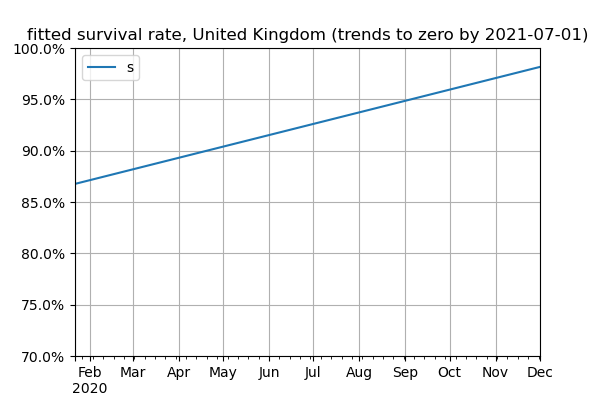 fitted survival rate, United Kingdom (trends to zero by 2021-07-01)
100.0%
s
95.0%
90.0%
85.0%
80.0%
75.0%
70.0%
Feb Mar Apr May Jun Jul Aug Sep Oct Nov Dec
2020